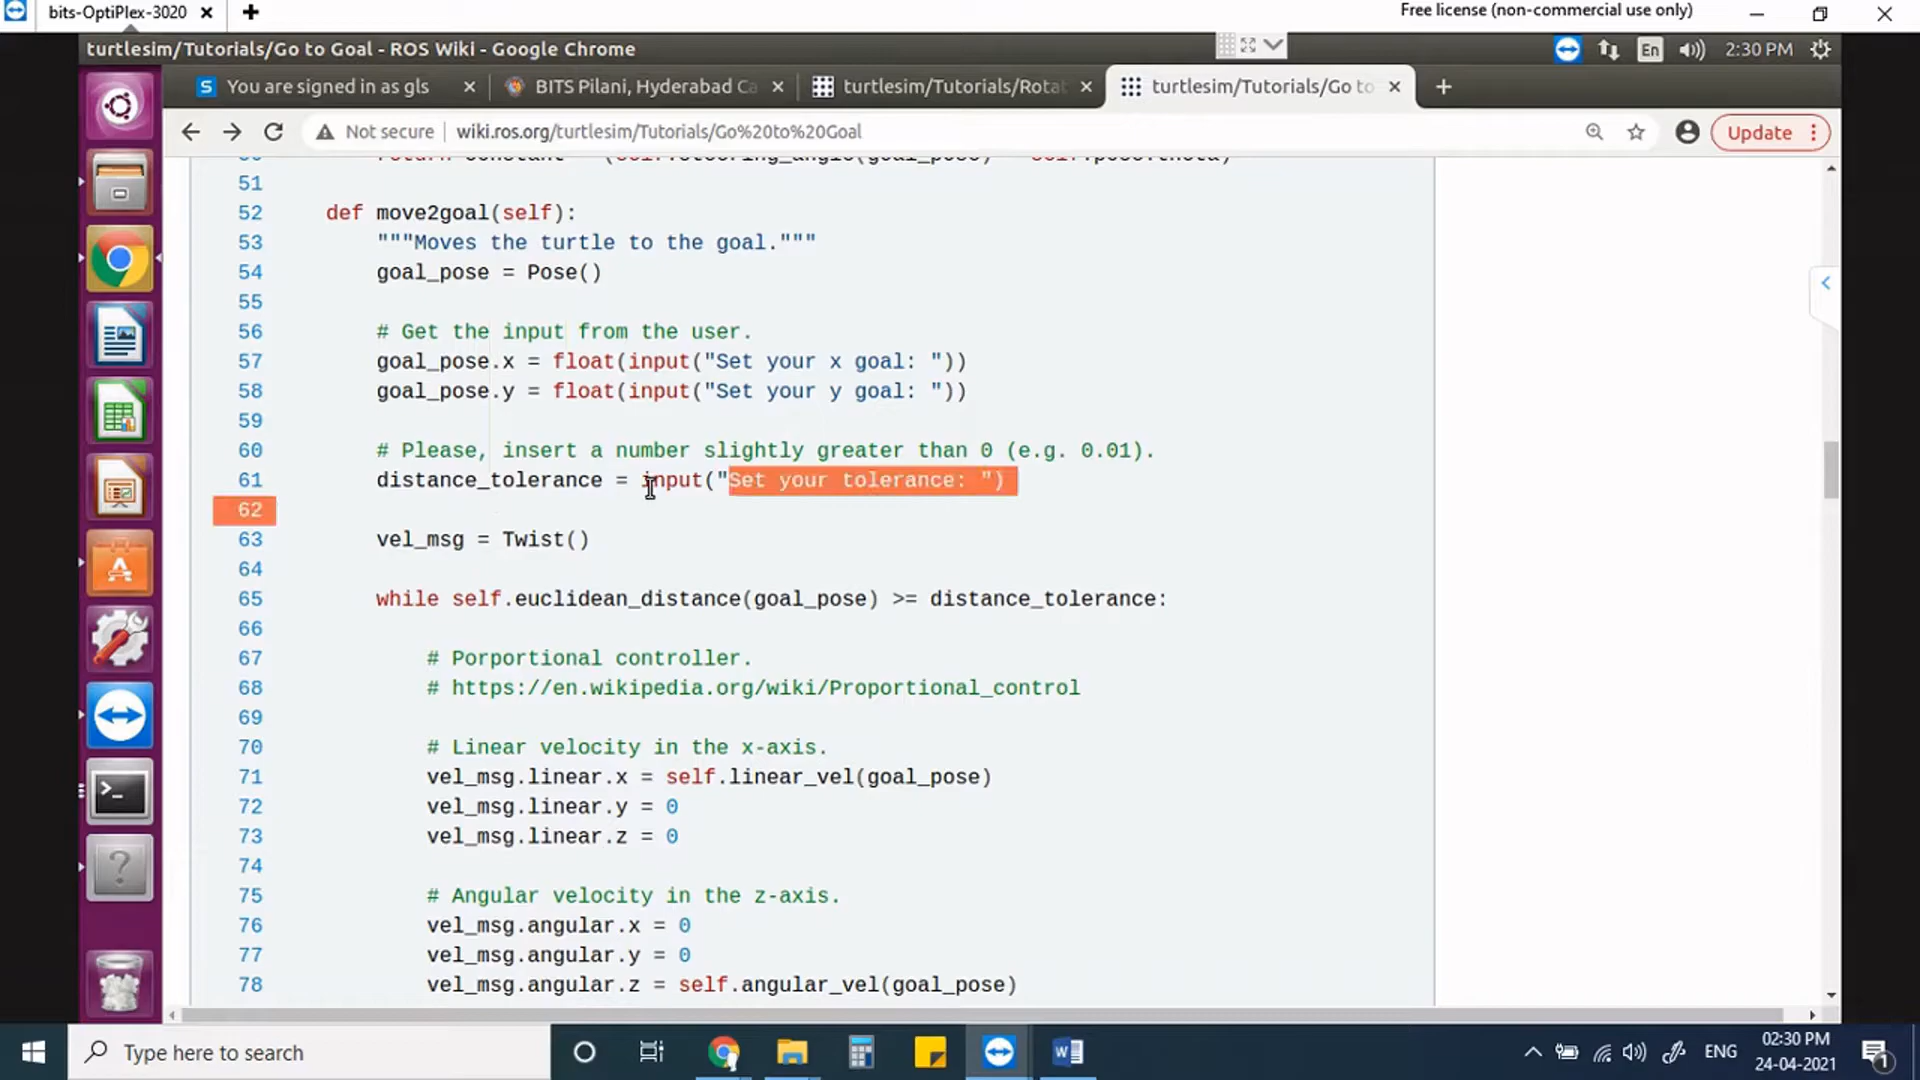 bits-OptiPlex-3020
Free license (non-commercial use only)
turtlesim/Tutorials/Go to Goal - ROS Wiki - Google Chrome
En
2:30 PM
You are signed in as gls
BITS Pilani, Hyderabad Ca
turtlesim/Tutorials/Rota
turtlesim/Tutorials/Go to
Not secure
wiki.ros.org/turtlesim/Tutorials/Go%20to%20Goal
Update
51
52 def move2goal(self):
53 """Moves the turtle to the goal."""
54 goal_pose = Pose()
55
56 # Get the input from the user.
57 goal_pose.x = float(input("Set your x goal: "))
58 goal_pose.y = float(input("Set your y goal: "))
59
60 # Please, insert a number slightly greater than 0 (e.g. 0.01).
61 distance_tolerance = input("Set your tolerance: ")
62
63 vel_msg = Twist()
64
65 while self.euclidean_distance(goal_pose) >= distance_tolerance:
66
67 # Porportional controller.
68 # https://en.wikipedia.org/wiki/Proportional_control
69
70 # Linear velocity in the x-axis.
71 vel_msg.linear.x = self.linear_vel(goal_pose)
72 vel_msg.linear.y = 0
73 vel_msg.linear.z = 0
74
75 # Angular velocity in the z-axis.
76 vel_msg.angular.x = 0
77 vel_msg.angular.y = 0
78 vel_msg.angular.z = self.angular_vel(goal_pose)
Type here to search
ENG
02:30 PM
24-04-2021
1